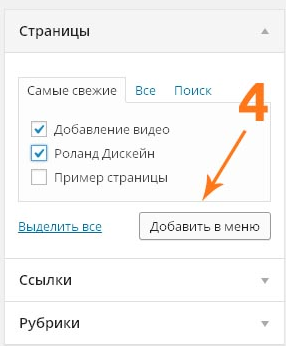 Страницы
Самые свежие Все Поиск
4
Добавление видео
Роланд Дискейн
Пример страницы
Выделить все Добавить в меню
Ссылки
Рубрики